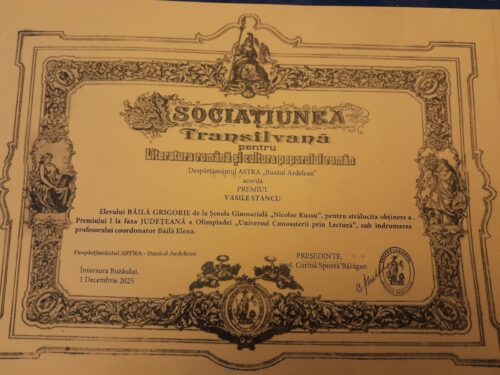 ASOCIAȚIUNEA
Transilvană
pentru
Literatura română și cultura poporului român
Despărțământul ASTRA „Buzăul Ardelean"
acordă
PREMIUL
VASILE STANCU
Elevului BĂILĂ GRIGORIE de la Școala Gimnazială „Nicolae Russu", pentru strălucita obținere a
Premiului I la faza JUDEȚEANĂ a Olimpiadei „Universul Cunoașterii prin Lectură", sub îndrumarea
profesorului coordonator Băilă Elena.
Despărțământul ASTRA - Buzăul Ardelean
PREȘEDINTE,
prof. Corina Sporea Bărăgan
Întorsura Buzăului,
1 Decembrie 2025